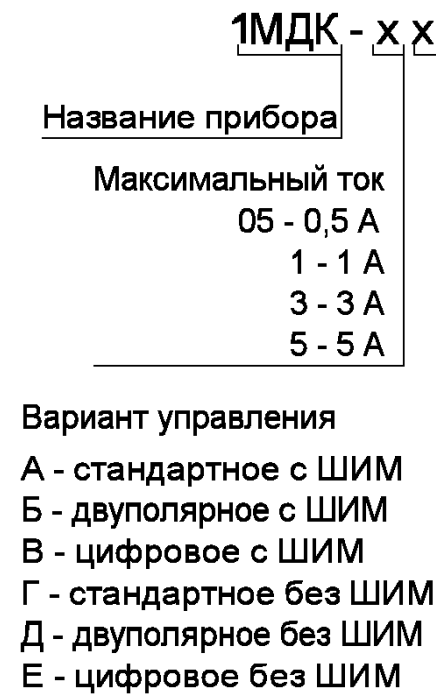 1МДК - х х
Название прибора
Максимальный ток
05 - 0,5 А
1 - 1 А
3 - 3 А
5 - 5 А
Вариант управления
А - стандартное с ШИМ
Б - двуполярное с ШИМ
В - цифровое с ШИМ
Г - стандартное без ШИМ
Д - двуполярное без ШИМ
Е - цифровое без ШИМ